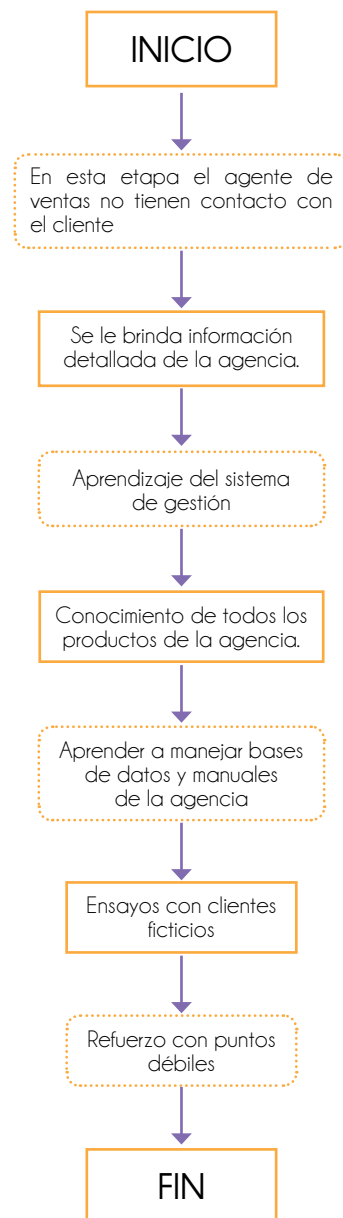 INICIO
En esta etapa el agente de
ventas no tienen contacto con
el cliente
Se le brinda información
detallada de la agencia.
Aprendizaje del sistema
de gestión
Conocimiento de todos los
productos de la agencia.
Aprender a manejar bases
de datos y manuales
de la agencia
Ensayos con clientes
ficticios
Refuerzo con puntos
débiles
FIN